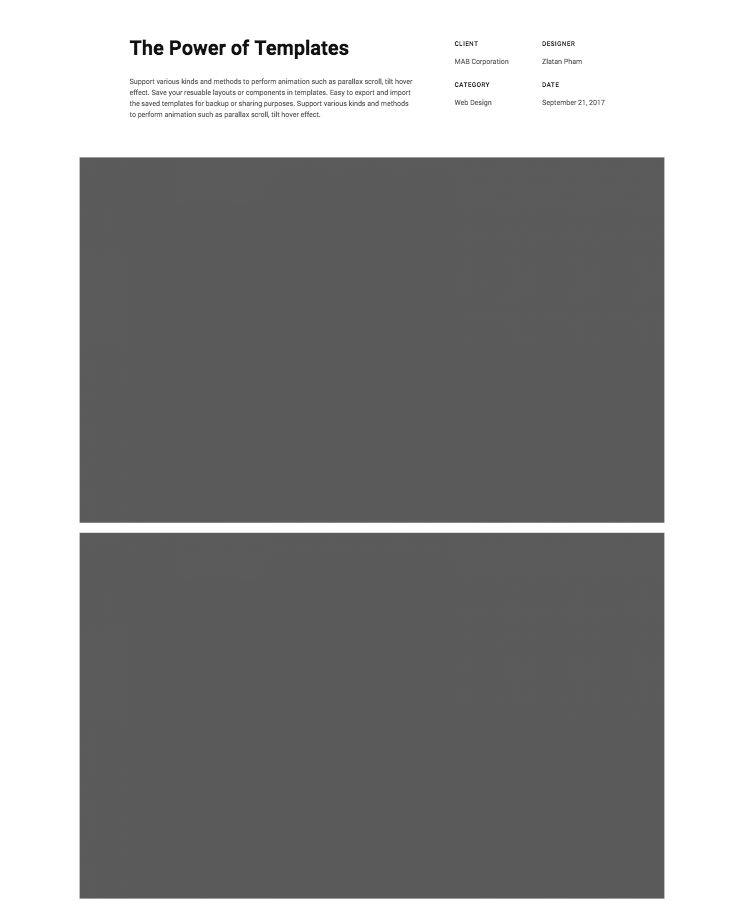 The Power of Templates
Support various kinds and methods to perform animation such as parallax scroll, tilt hover
effect. Save your resuable layouts or components in templates. Easy to export and import
the saved templates for backup or sharing purposes. Support various kinds and methods
to perform animation such as parallax scroll, tilt hover effect.
CLIENT
MAB Corporation
DESIGNER
Zlatan Pham
CATEGORY
Web Design
DATE
September 21, 2017